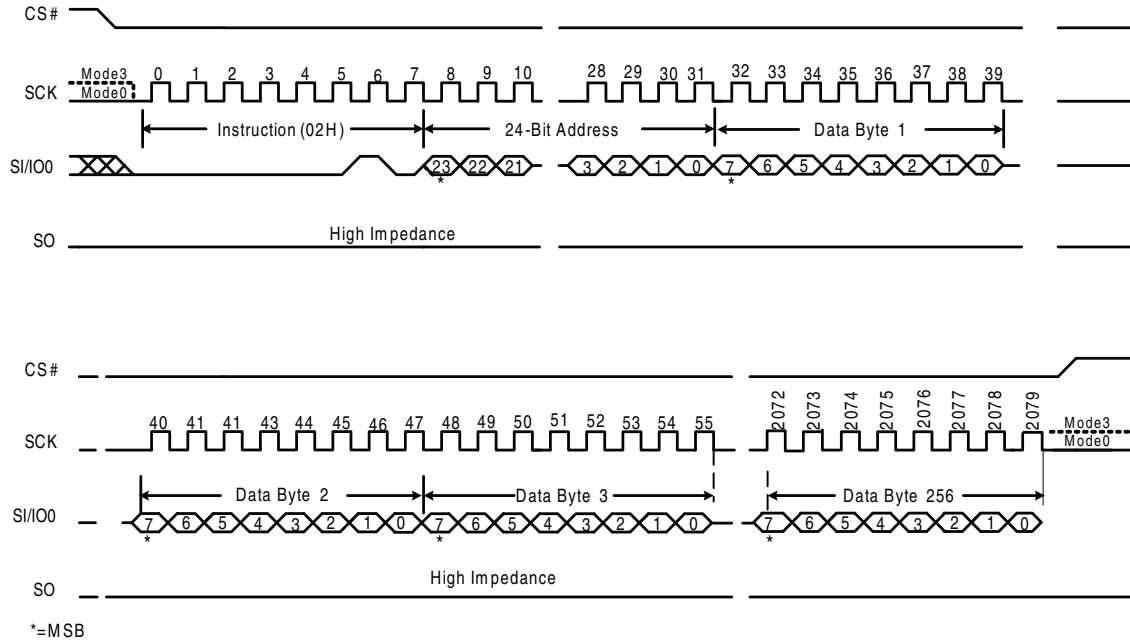 CS#
Mode3
0 1 2 3 4 5 6 7 8 9 10 28 29 30 31 32 33 34 35 36 37 38 39
SCK
Mode0
Instruction (02H) 24-Bit Address Data Byte 1
SI/IO0
23 22 21 3 2 1 0 7 6 5 4 3 2 1 0
* *
High Impedance
SO
CS#
40 41 41 43 44 45 46 47 48 49 50 51 52 53 54 55 2072 2073 2074 2075 2076 2077 2078 2079
Mode3
SCK
Mode0
Data Byte 2 Data Byte 3 Data Byte 256
SI/IO0
7 6 5 4 3 2 1 0 7 6 5 4 3 2 1 0 7 6 5 4 3 2 1 0
* * *
High Impedance
SO
*=MSB